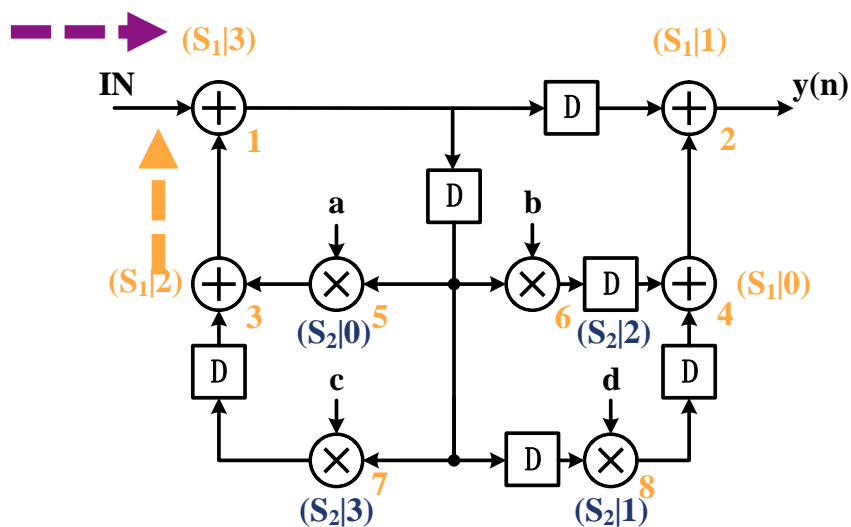 (S₁|3)
(S₁|1)
IN
y(n)
D
1
2
D
a
b
(S₁|2)
D
(S₁|0)
3
5
6
4
(S₂|0)
(S₂|2)
D
D
c
d
D
7
8
(S₂|3)
(S₂|1)